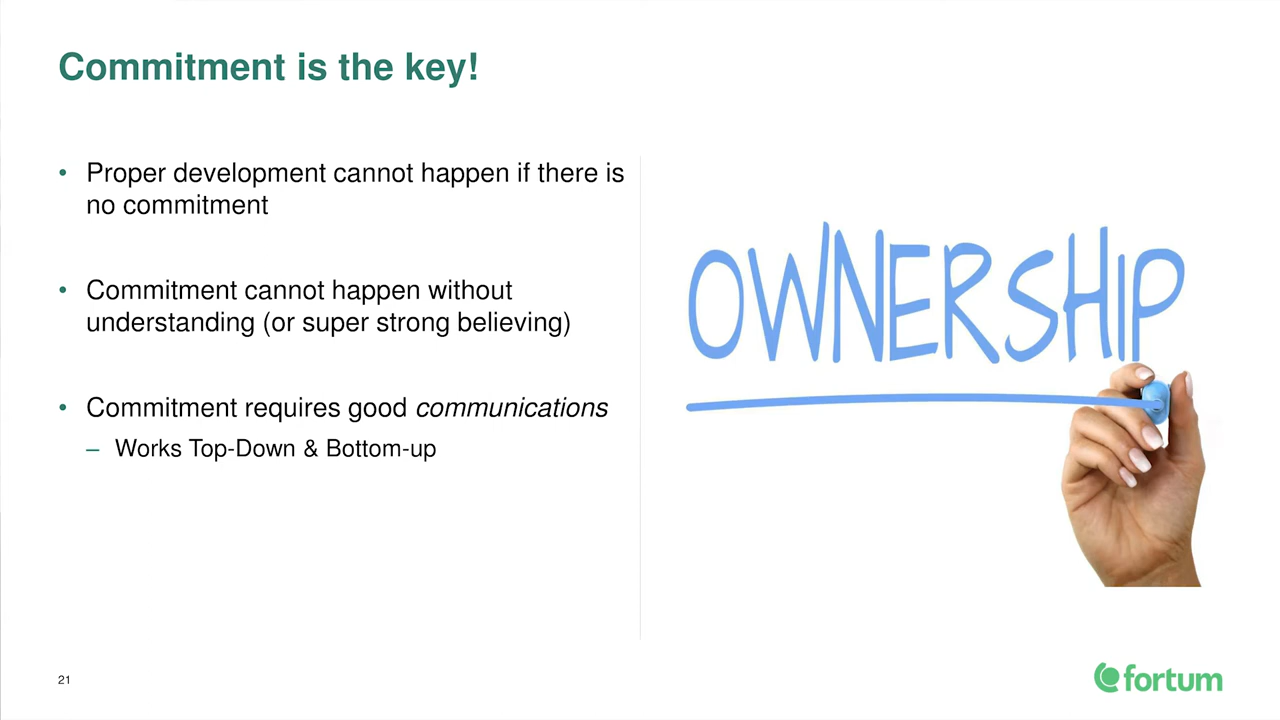 Commitment is the key!
• Proper development cannot happen if there is
no commitment
• Commitment cannot happen without
understanding (or super strong believing)
• Commitment requires good communications
– Works Top-Down & Bottom-up
OWNERSHIP
21
fortum